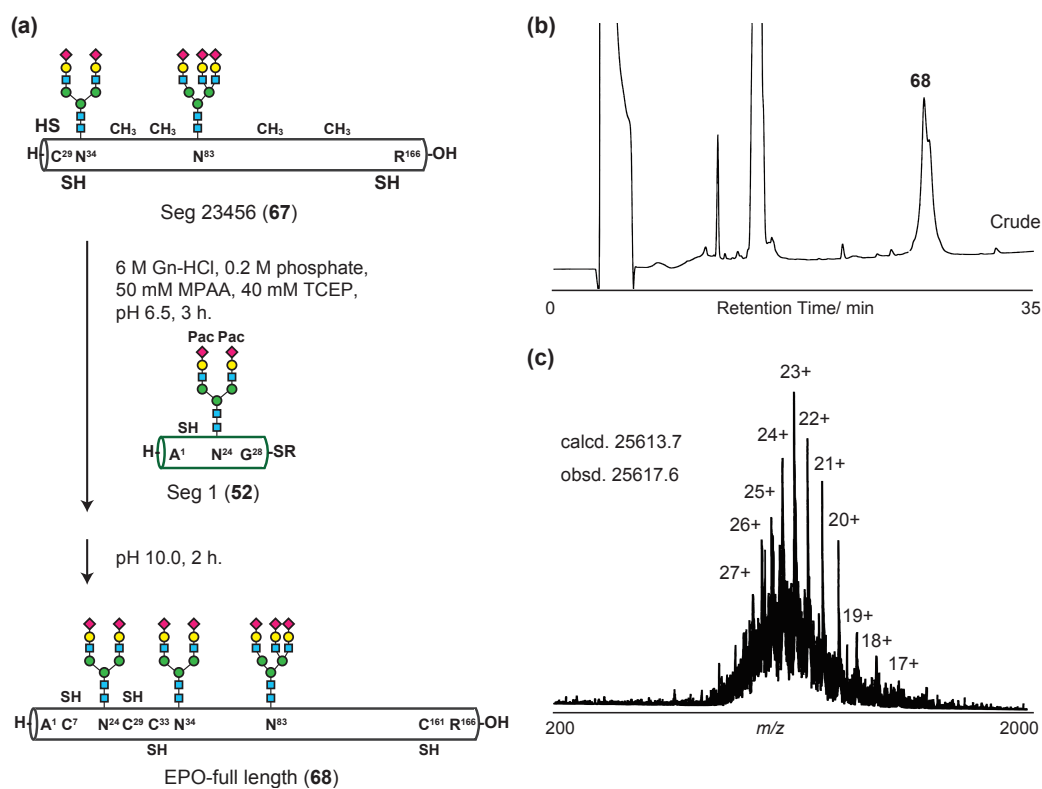 (a)
HS
CH₃ CH₃ CH₃ CH₃
H- C²⁹ N³⁴ N⁸³ R¹⁶⁶ -OH
SH SH
Seg 23456 (67)
6 M Gn-HCl, 0.2 M phosphate,
50 mM MPAA, 40 mM TCEP,
pH 6.5, 3 h.
Pac Pac
SH
H- A¹ N²⁴ G²⁸ -SR
Seg 1 (52)
pH 10.0, 2 h.
SH SH
H- A¹ C⁷ N²⁴ C²⁹ C³³ N³⁴ N⁸³ C¹⁶¹ R¹⁶⁶ -OH
SH SH
EPO-full length (68)
(b)
68
Crude
0 Retention Time/ min 35
(c)
calcd. 25613.7
obsd. 25617.6
27+
26+
25+
24+
23+
22+
21+
20+
19+
18+
17+
200 m/z 2000